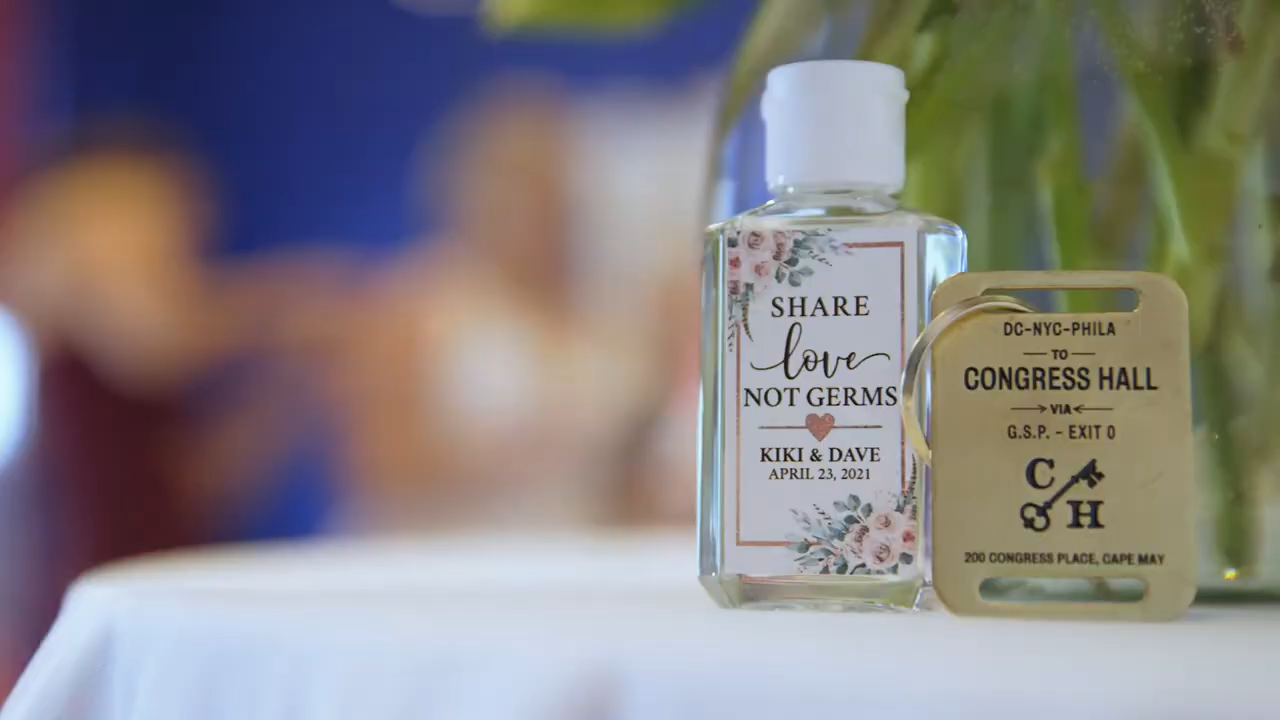 SHARE
love
NOT GERMS
KIKI & DAVE
APRIL 23, 2021
DC-NYC-PHILA
TO
CONGRESS HALL
VIA
G.S.P. - EXIT 0
C
H
200 CONGRESS PLACE, CAPE MAY